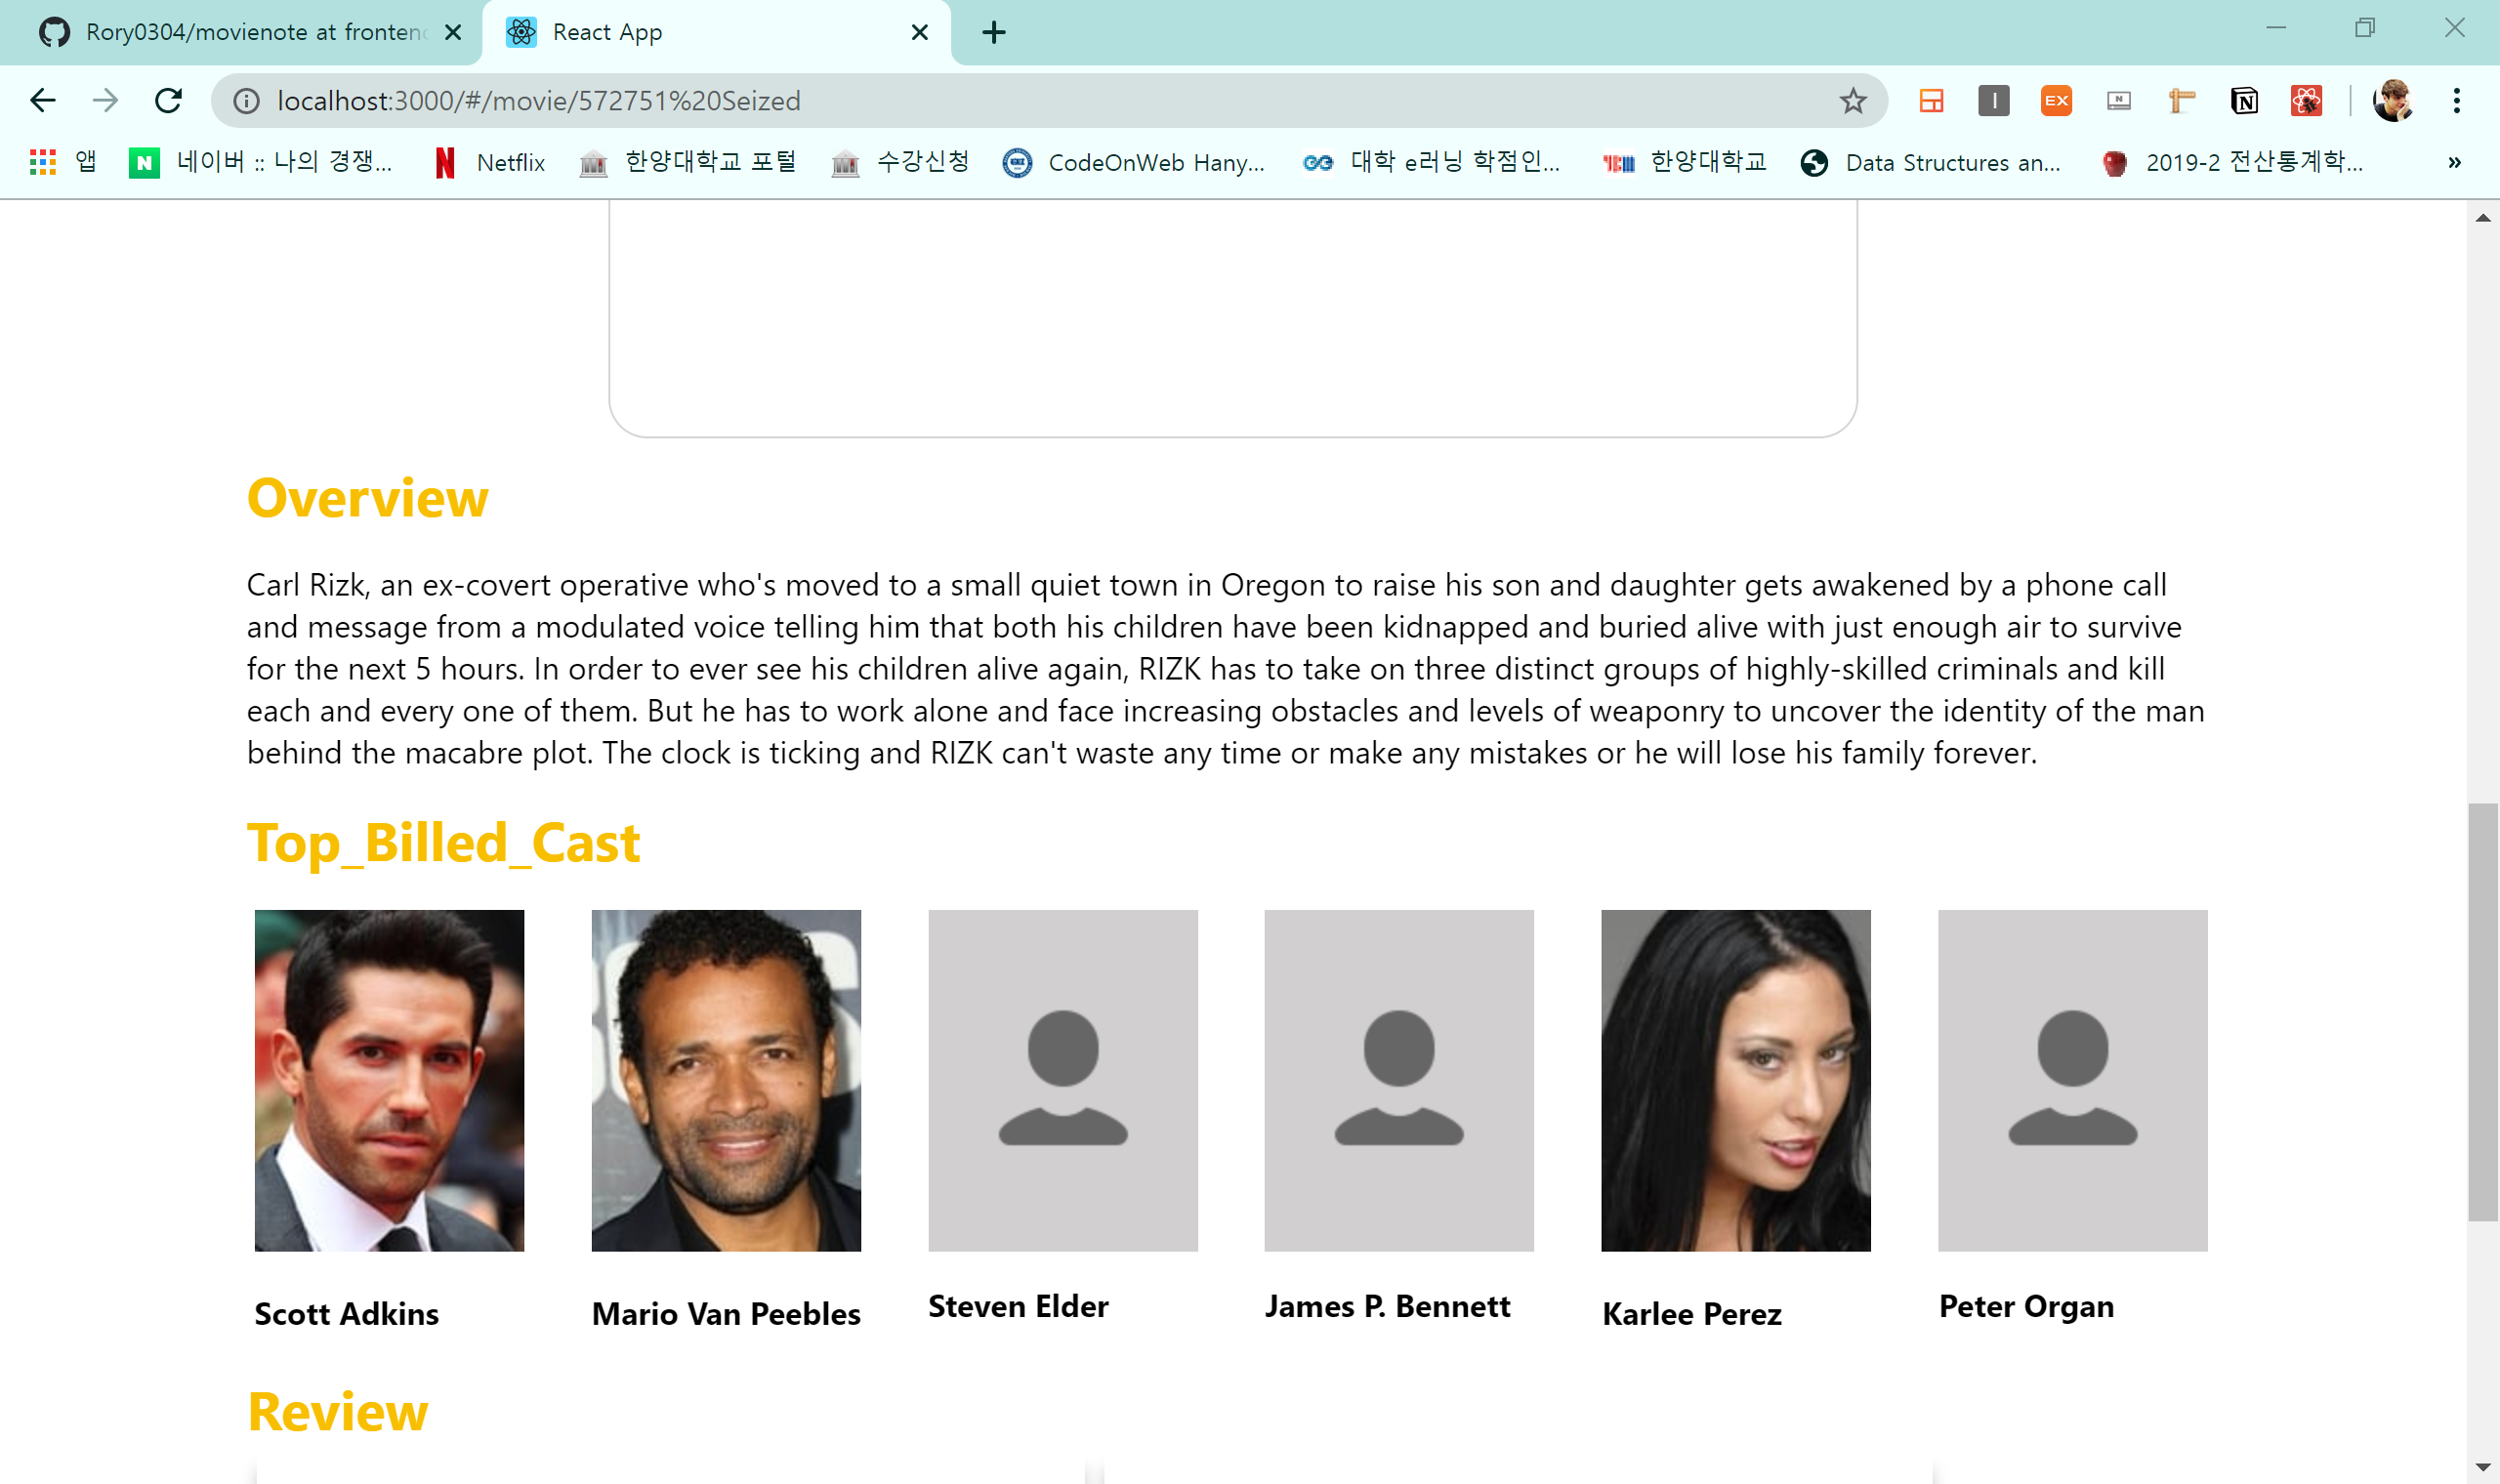 Rory0304/movienote at frontend
React App
localhost:3000/#/movie/572751%20Seized
앱
네이버 :: 나의 경쟁...
Netflix
한양대학교 포털
수강신청
CodeOnWeb Hany...
대학 e러닝 학점인...
한양대학교
Data Structures an...
2019-2 전산통계학...
»
Overview
Carl Rizk, an ex-covert operative who's moved to a small quiet town in Oregon to raise his son and daughter gets awakened by a phone call
and message from a modulated voice telling him that both his children have been kidnapped and buried alive with just enough air to survive
for the next 5 hours. In order to ever see his children alive again, RIZK has to take on three distinct groups of highly-skilled criminals and kill
each and every one of them. But he has to work alone and face increasing obstacles and levels of weaponry to uncover the identity of the man
behind the macabre plot. The clock is ticking and RIZK can't waste any time or make any mistakes or he will lose his family forever.
Top_Billed_Cast
Scott Adkins
Mario Van Peebles
Steven Elder
James P. Bennett
Karlee Perez
Peter Organ
Review